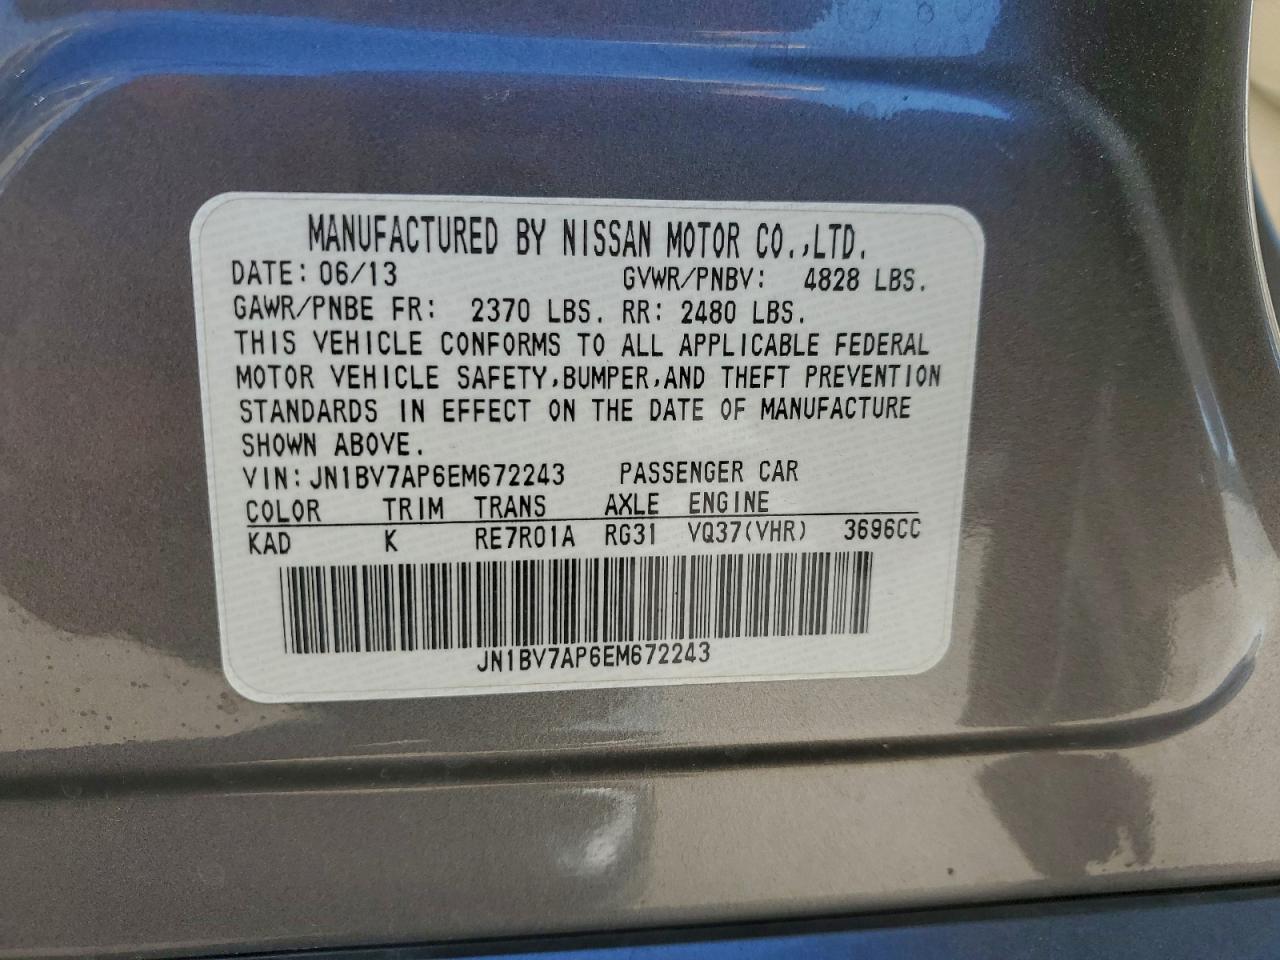 MANUFACTURED BY NISSAN MOTOR CO.,LTD.
DATE: 06/13 GVWR/PNBV: 4828 LBS.
GAWR/PNBE FR: 2370 LBS. RR: 2480 LBS.
THIS VEHICLE CONFORMS TO ALL APPLICABLE FEDERAL
MOTOR VEHICLE SAFETY,BUMPER,AND THEFT PREVENTION
STANDARDS IN EFFECT ON THE DATE OF MANUFACTURE
SHOWN ABOVE.
VIN:JN1BV7AP6EM672243 PASSENGER CAR
COLOR TRIM TRANS AXLE ENGINE
KAD K RE7R01A RG31 VQ37(VHR) 3696CC
JN1BV7AP6EM672243